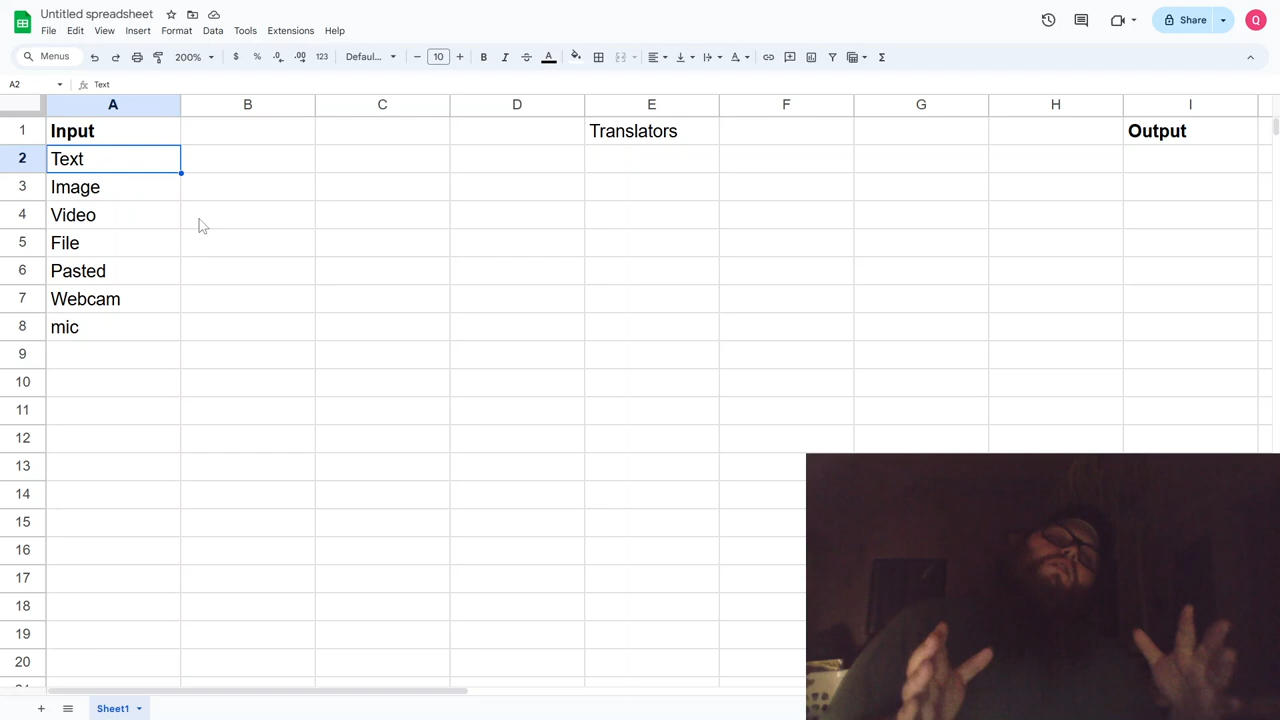 Untitled spreadsheet
File Edit View Insert Format Data Tools Extensions Help
Share
Q
Menus
200%
$ % .0 .00 123
Defaul...
10
B I A
A2
Text
A B C D E F G H I
1 Input Translators Output
2 Text
3 Image
4 Video
5 File
6 Pasted
7 Webcam
8 mic
9
10
11
12
13
14
15
16
17
18
19
20
Sheet1